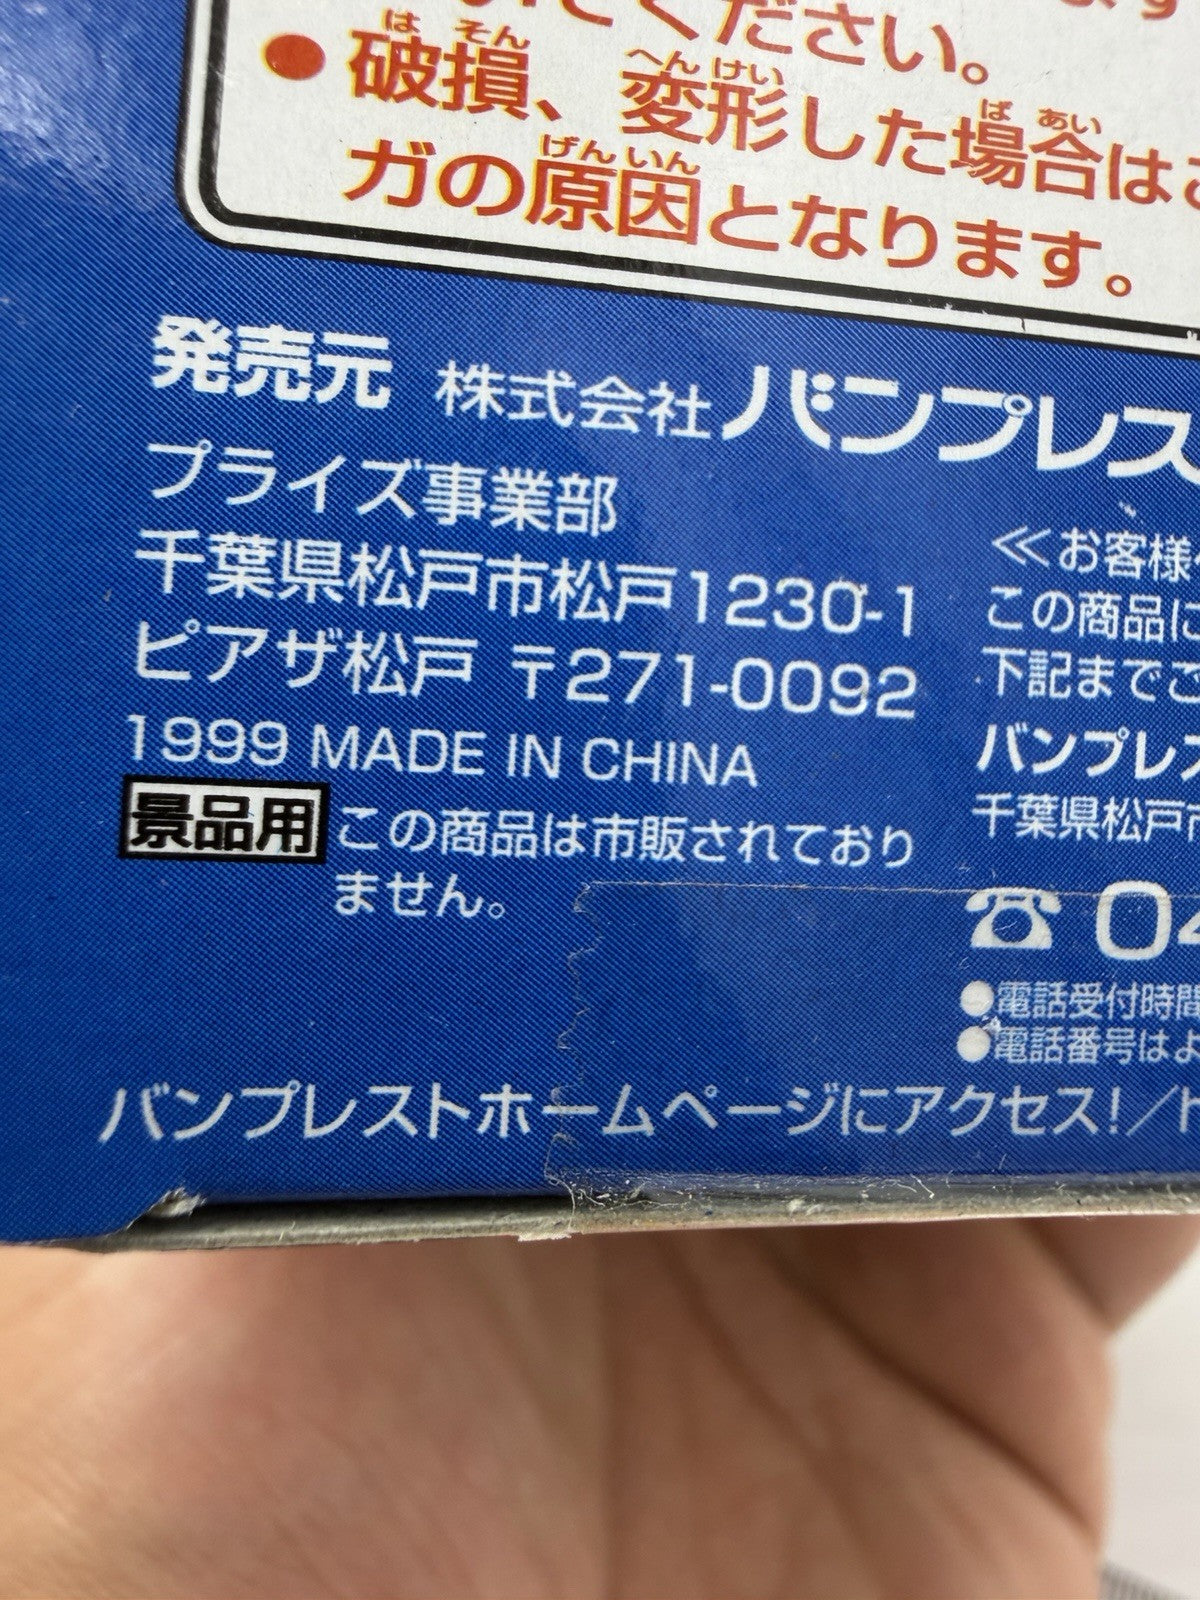 ください。
●破損、変形した場合は
ガの原因となります。
発売元 株式会社バンプレス
プライズ事業部
千葉県松戸市松戸1230-1
ピアザ松戸 〒271-0092
1999 MADE IN CHINA
景品用 この商品は市販されており
ません。
≪お客様
この商品に
下記までご
バンプレス
千葉県松戸市
☎ 04
●電話受付時間
●電話番号はよ
バンプレストホームページにアクセス!/h